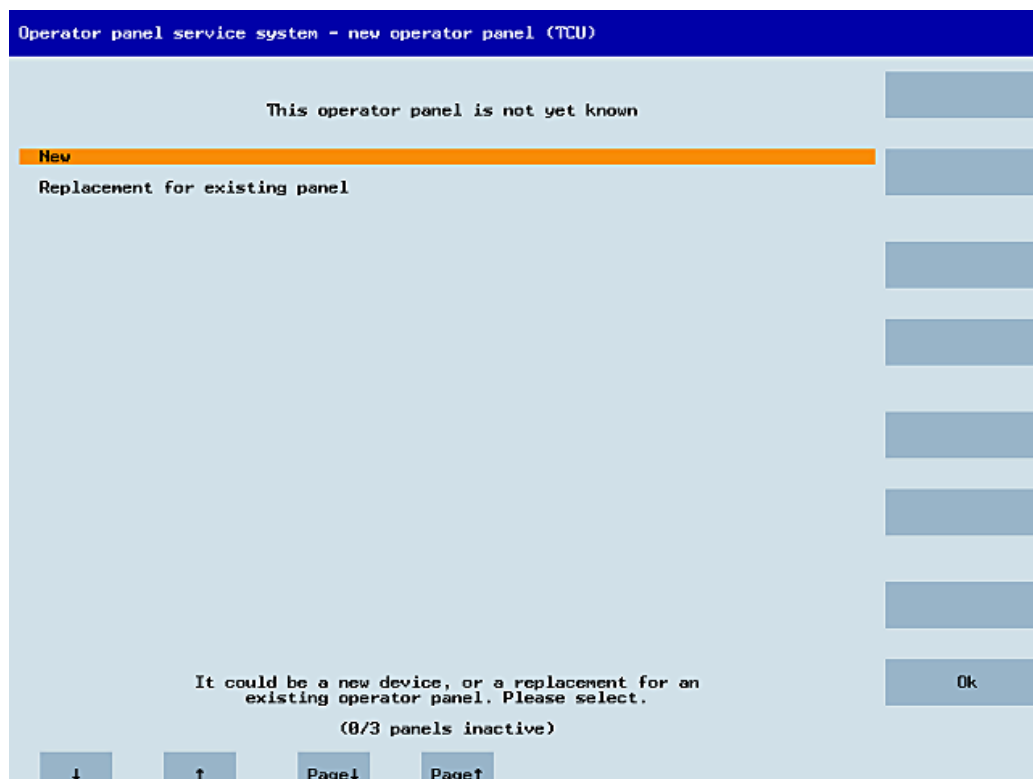 Operator panel service system - new operator panel (TCU)
This operator panel is not yet known
New
Replacement for existing panel
It could be a new device, or a replacement for an
existing operator panel. Please select.
Ok
(0/3 panels inactive)
↓ ↑ Page↓ Page↑